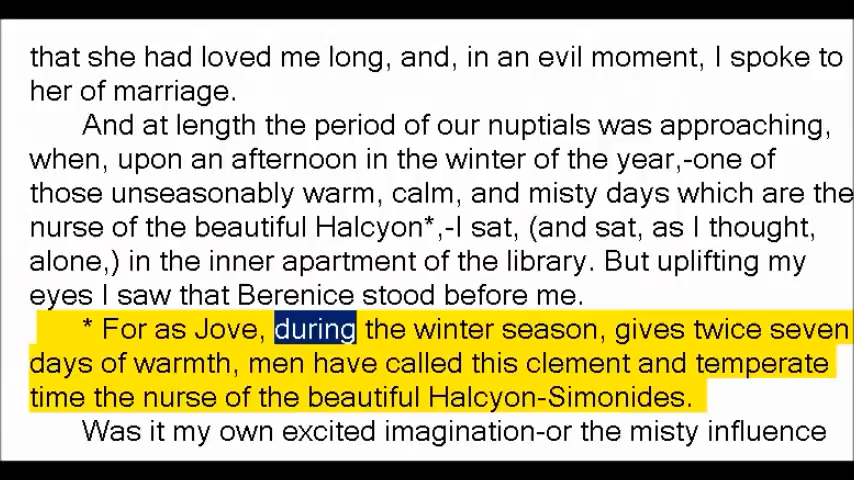 that she had loved me long, and, in an evil moment, I spoke to
her of marriage.
And at length the period of our nuptials was approaching,
when, upon an afternoon in the winter of the year,-one of
those unseasonably warm, calm, and misty days which are the
nurse of the beautiful Halcyon*,-I sat, (and sat, as I thought,
alone,) in the inner apartment of the library. But uplifting my
eyes I saw that Berenice stood before me.
* For as Jove, during the winter season, gives twice seven
days of warmth, men have called this clement and temperate
time the nurse of the beautiful Halcyon-Simonides.
Was it my own excited imagination-or the misty influence